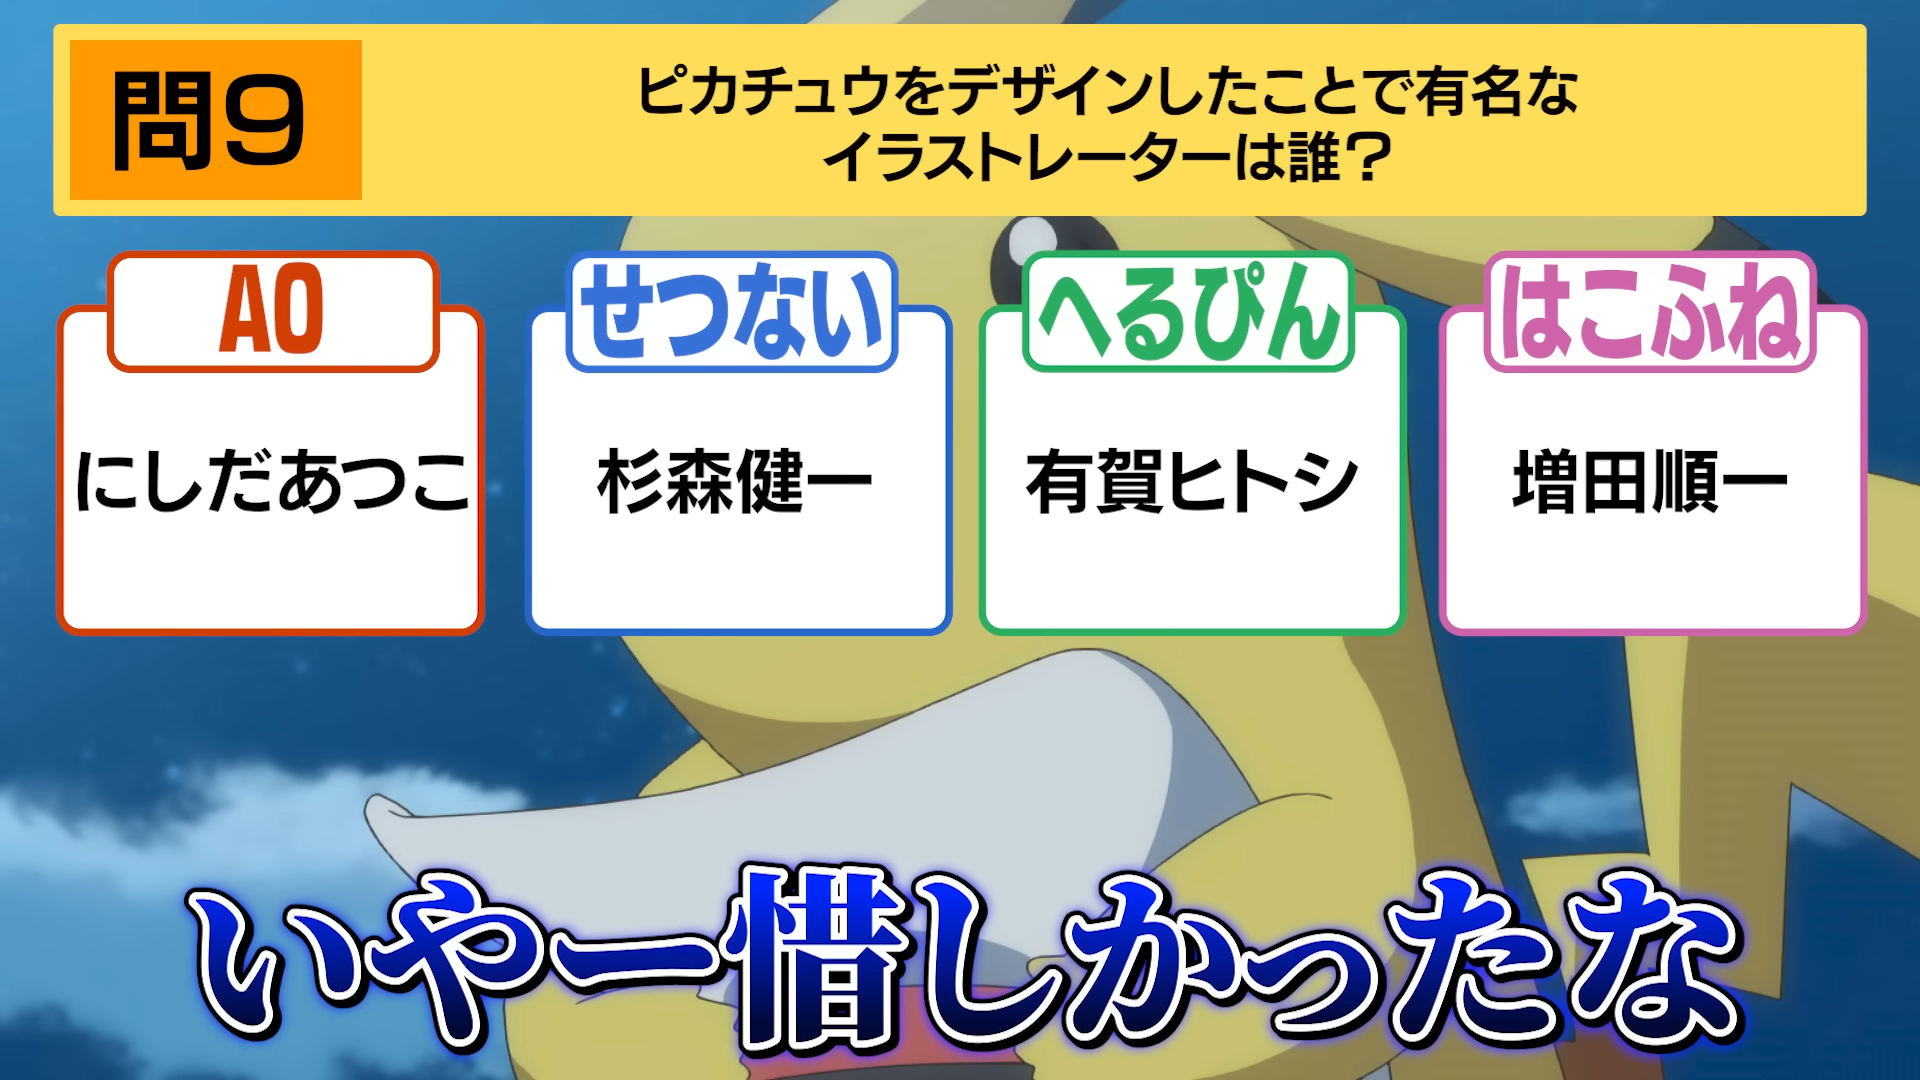 問9
ピカチュウをデザインしたことで有名な
イラストレーターは誰？
AO
せつない
へるぴん
はこふね
にしだあつこ
杉森健一
有賀ヒトシ
増田順一
いやー惜しかったな